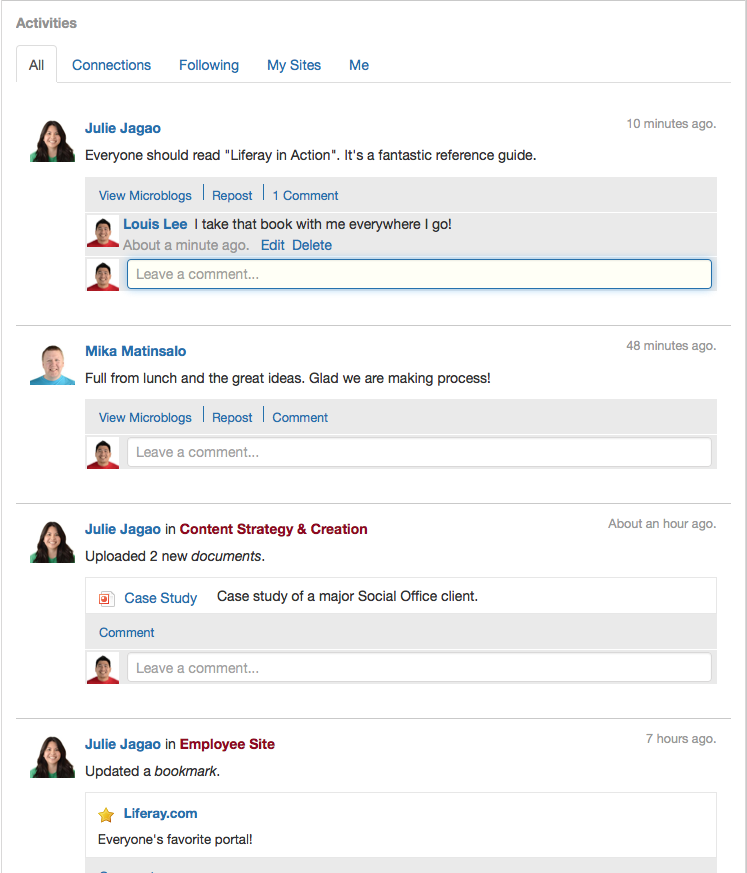 Activities
All Connections Following My Sites Me
Julie Jagao 10 minutes ago.
Everyone should read "Liferay in Action". It's a fantastic reference guide.
View Microblogs Repost 1 Comment
Louis Lee I take that book with me everywhere I go!
About a minute ago. Edit Delete
Leave a comment...
Mika Matinsalo 48 minutes ago.
Full from lunch and the great ideas. Glad we are making process!
View Microblogs Repost Comment
Leave a comment...
Julie Jagao in Content Strategy & Creation About an hour ago.
Uploaded 2 new documents.
Case Study Case study of a major Social Office client.
Comment
Leave a comment...
Julie Jagao in Employee Site 7 hours ago.
Updated a bookmark.
Liferay.com
Everyone's favorite portal!